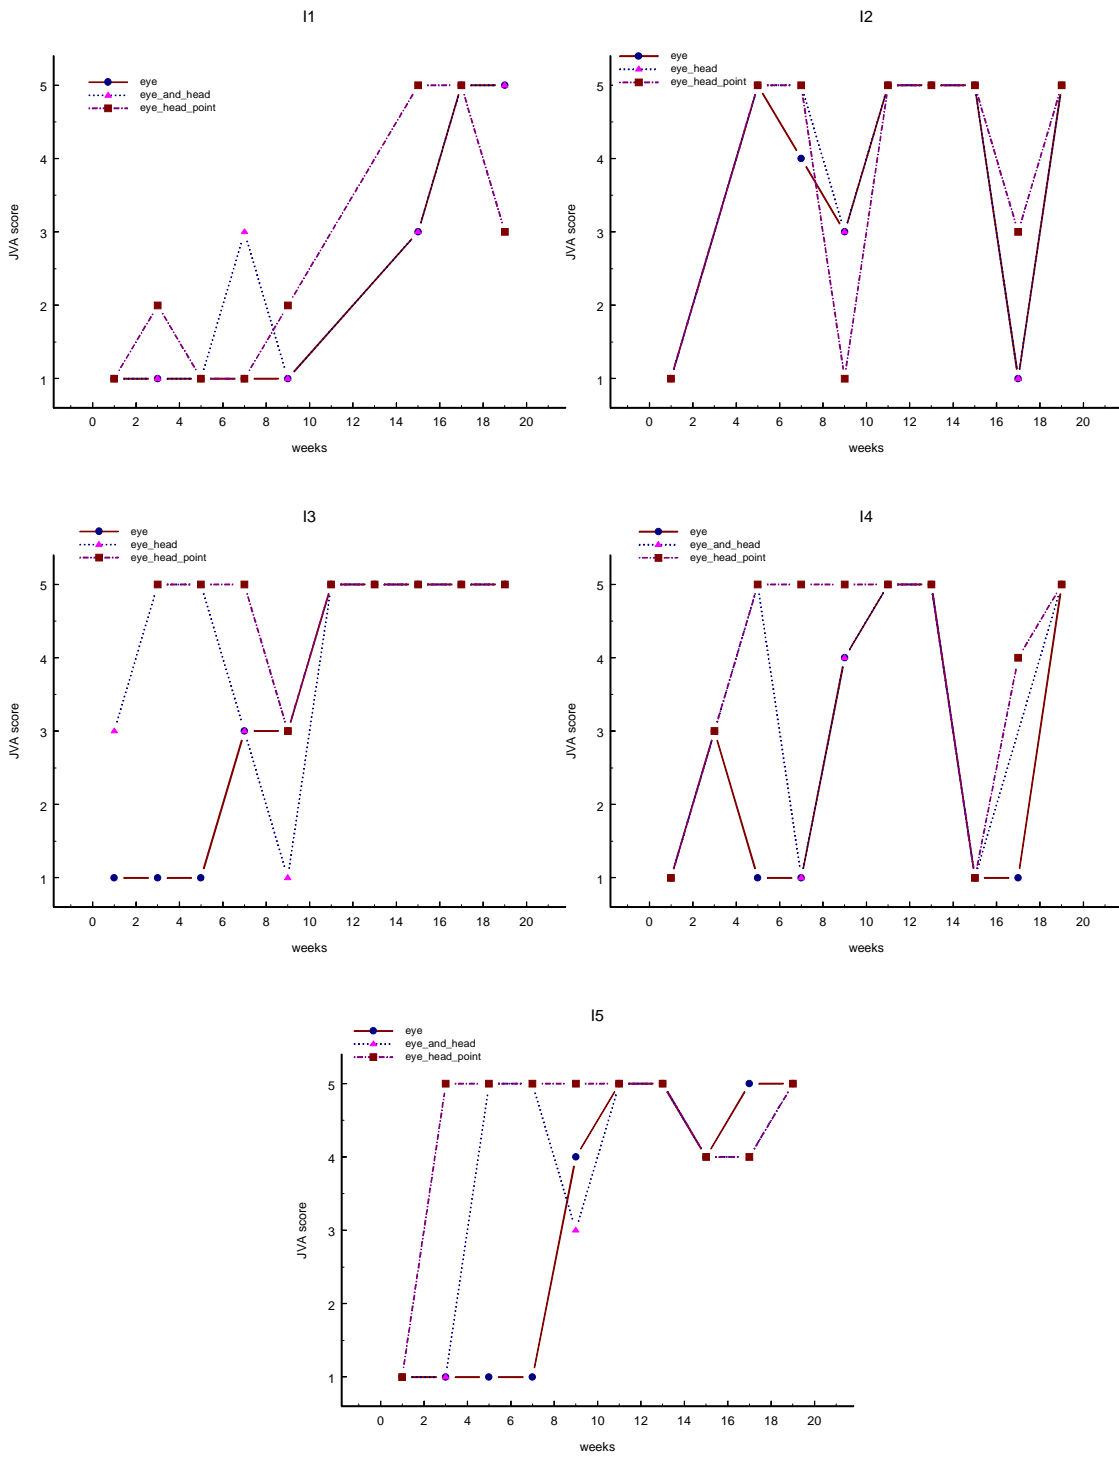 I1
eye
eye_and_head
eye_head_point
5
4
3
2
1
JVA score
0 2 4 6 8 10 12 14 16 18 20
weeks
I2
eye
eye_head
eye_head_point
5
4
3
2
1
JVA score
0 2 4 6 8 10 12 14 16 18 20
weeks
I3
eye
eye_head
eye_head_point
5
4
3
2
1
JVA score
0 2 4 6 8 10 12 14 16 18 20
weeks
I4
eye
eye_and_head
eye_head_point
5
4
3
2
1
JVA score
0 2 4 6 8 10 12 14 16 18 20
weeks
I5
eye
eye_and_head
eye_head_point
5
4
3
2
1
JVA score
0 2 4 6 8 10 12 14 16 18 20
weeks